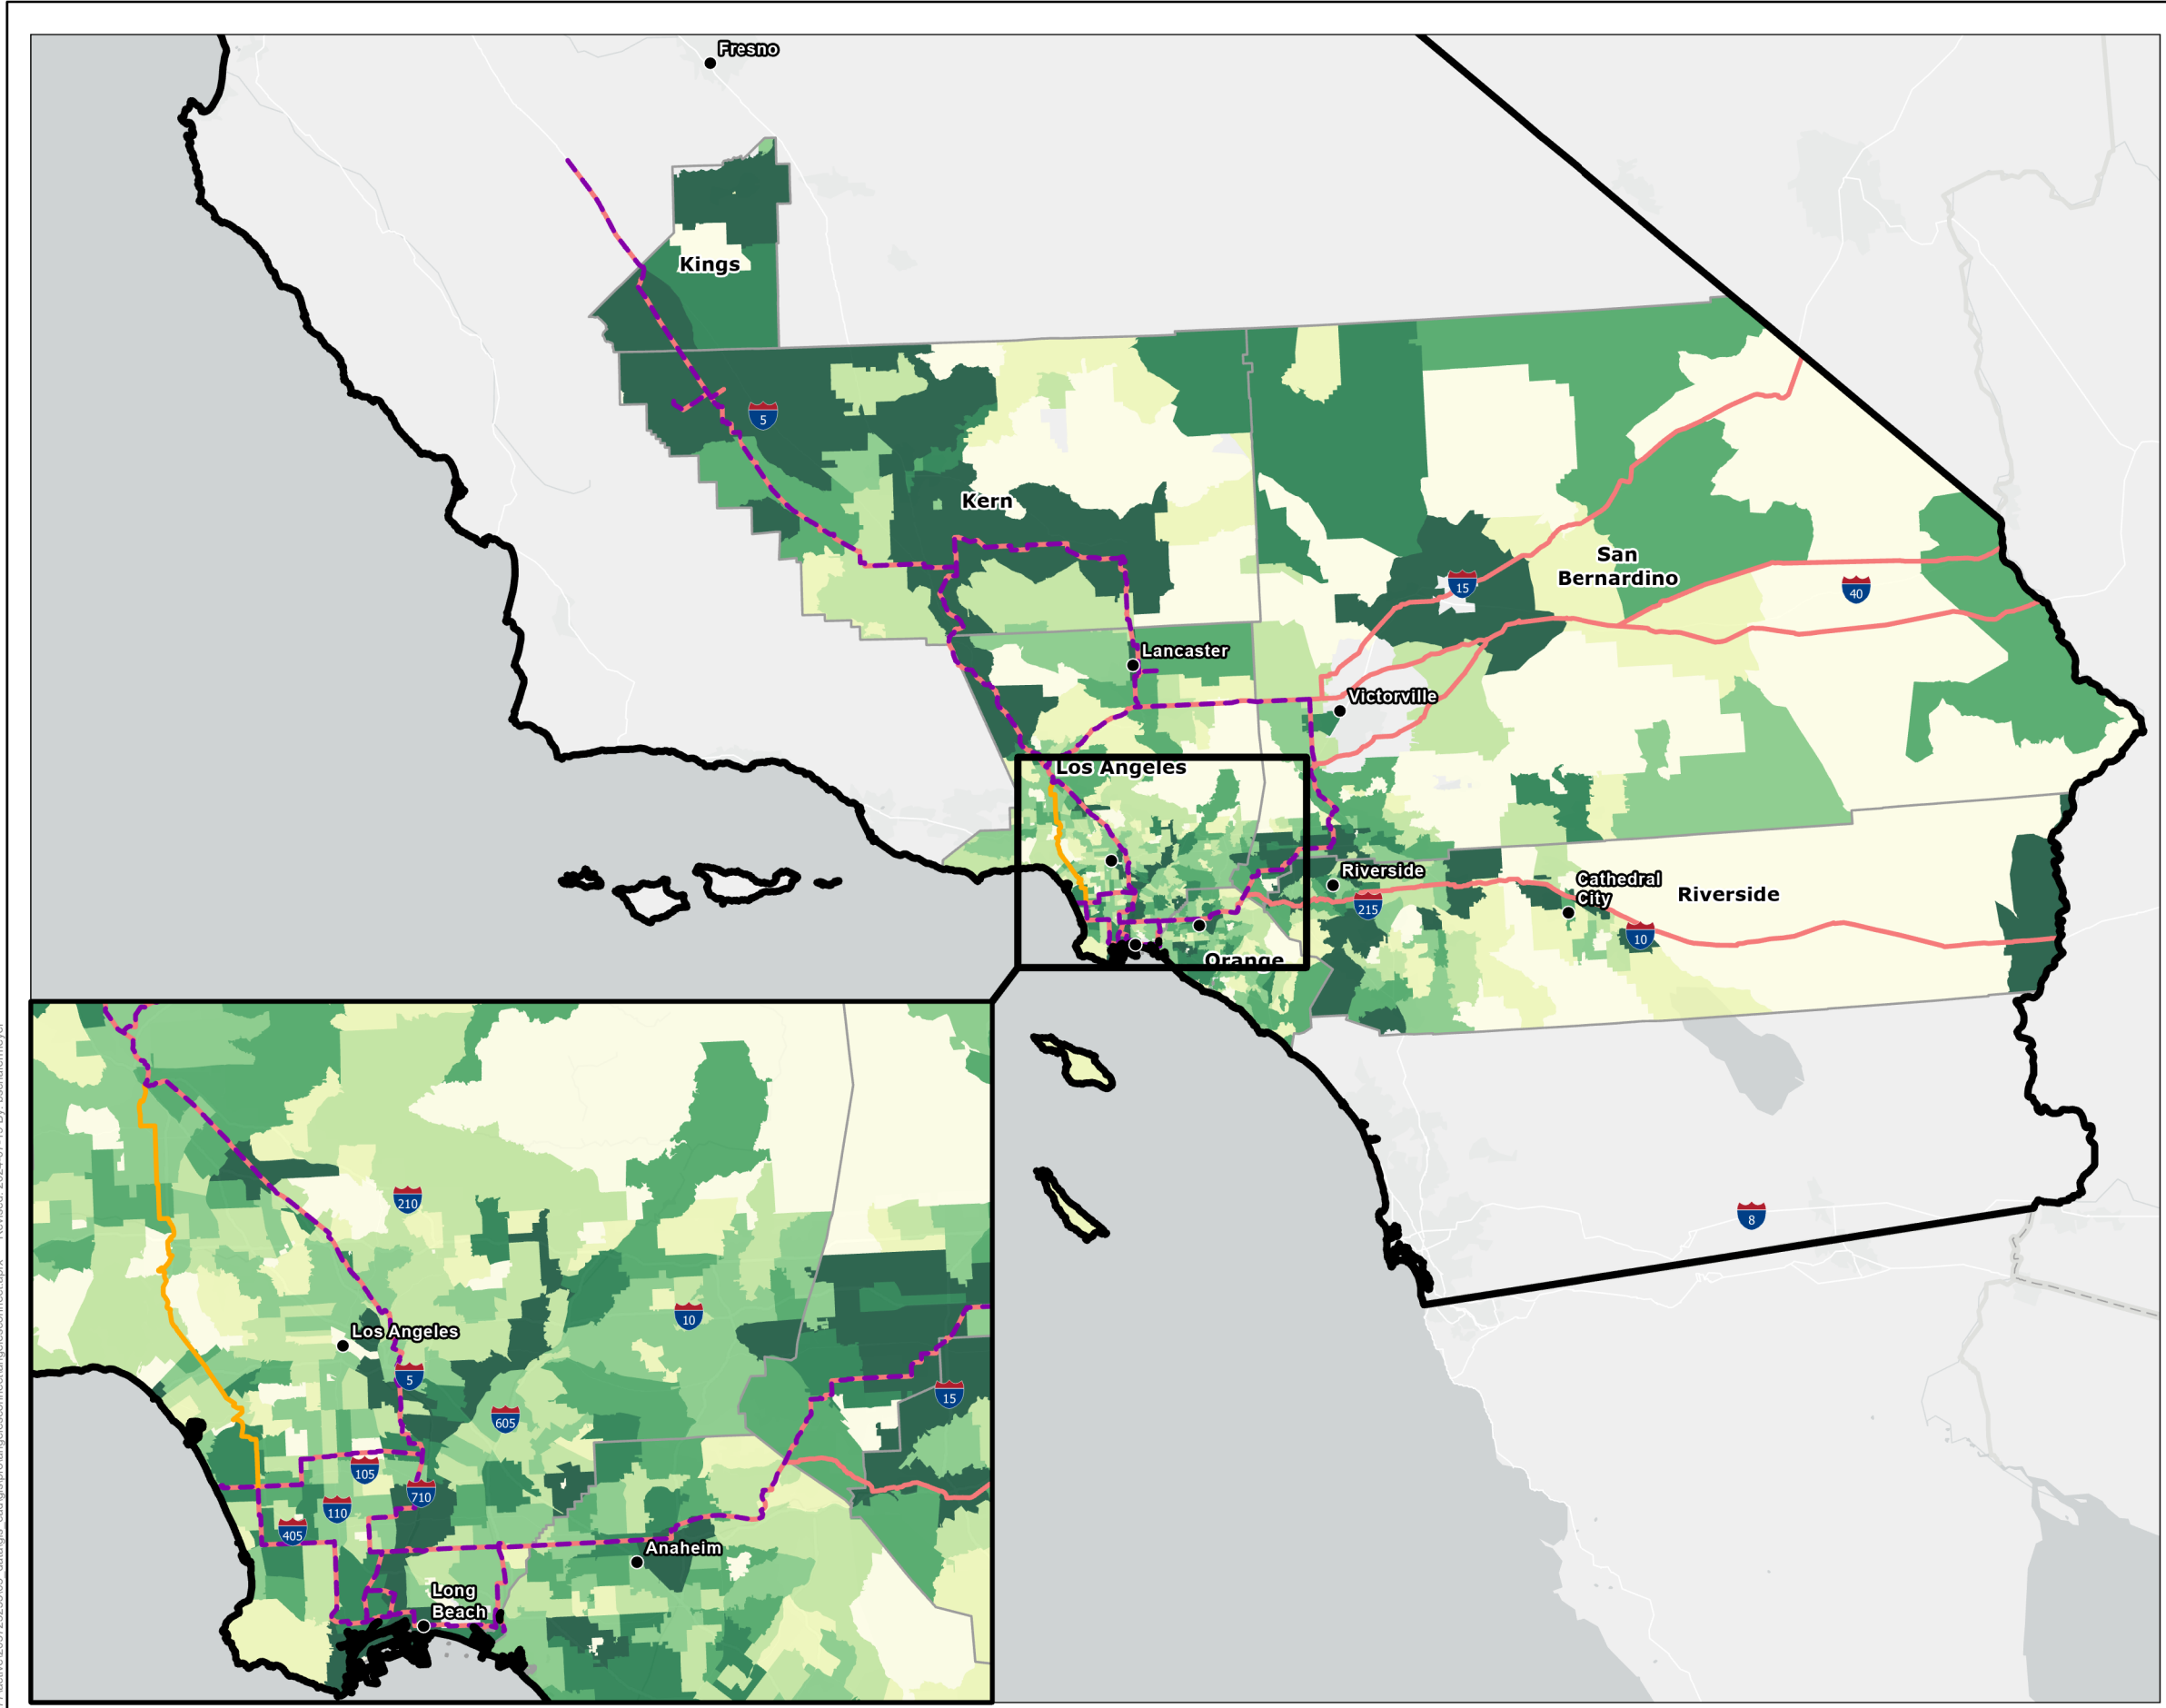 Fresno
Kings
5
Kern
San
Bernardino
15
40
Lancaster
Victorville
Los Angeles
Riverside
Cathedral
City
Riverside
215
10
Orange
210
10
Los Angeles
5
15
605
105
710
110
405
Anaheim
Long
Beach
8